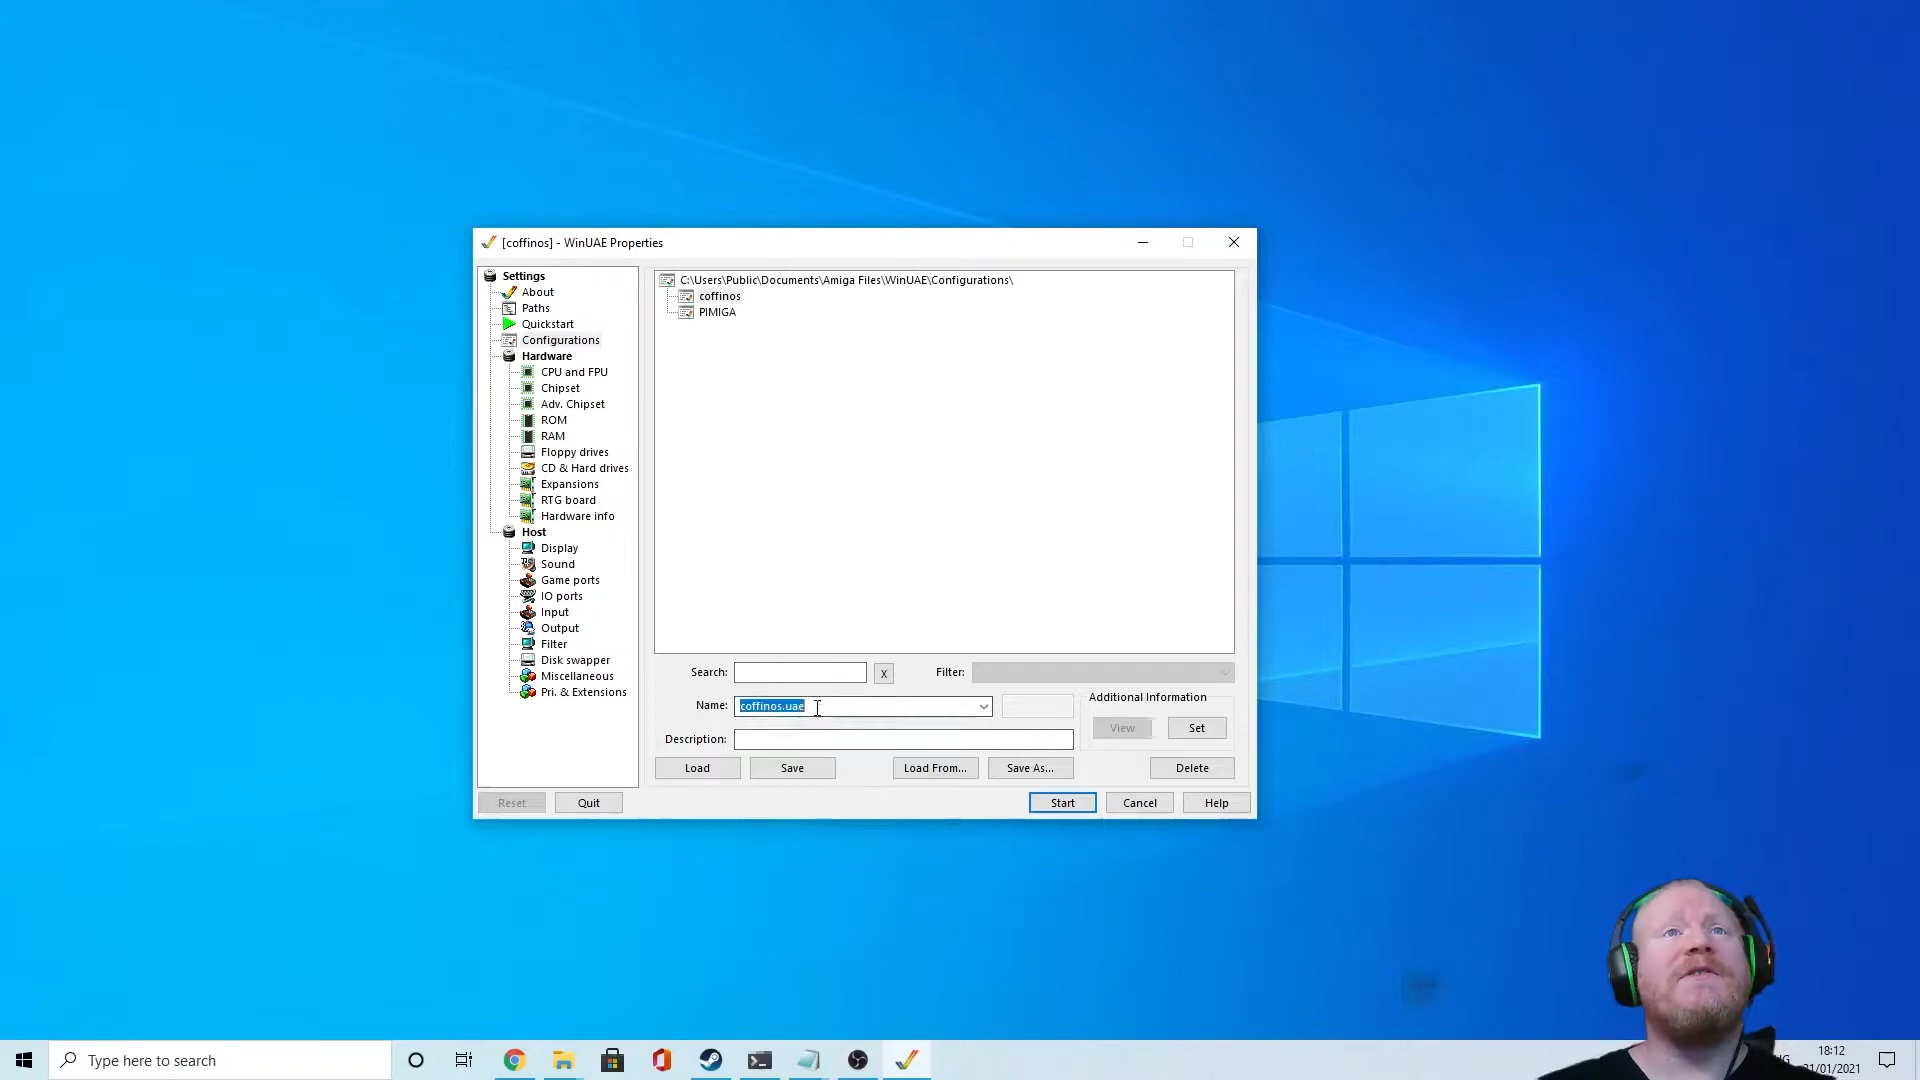 [coffinos] - WinUAE Properties
Settings
About
Paths
Quickstart
Configurations
Hardware
CPU and FPU
Chipset
Adv. Chipset
ROM
RAM
Floppy drives
CD & Hard drives
Expansions
RTG board
Hardware info
Host
Display
Sound
Game ports
IO ports
Input
Output
Filter
Disk swapper
Miscellaneous
Pri. & Extensions
C:\Users\Public\Documents\Amiga Files\WinUAE\Configurations\
coffinos
PIMIGA
Search:
X
Filter:
Name:
coffinos.uae
Additional Information
View
Set
Description:
Load
Save
Load From...
Save As...
Delete
Reset
Quit
Start
Cancel
Help
Type here to search
18:12
21/01/2021